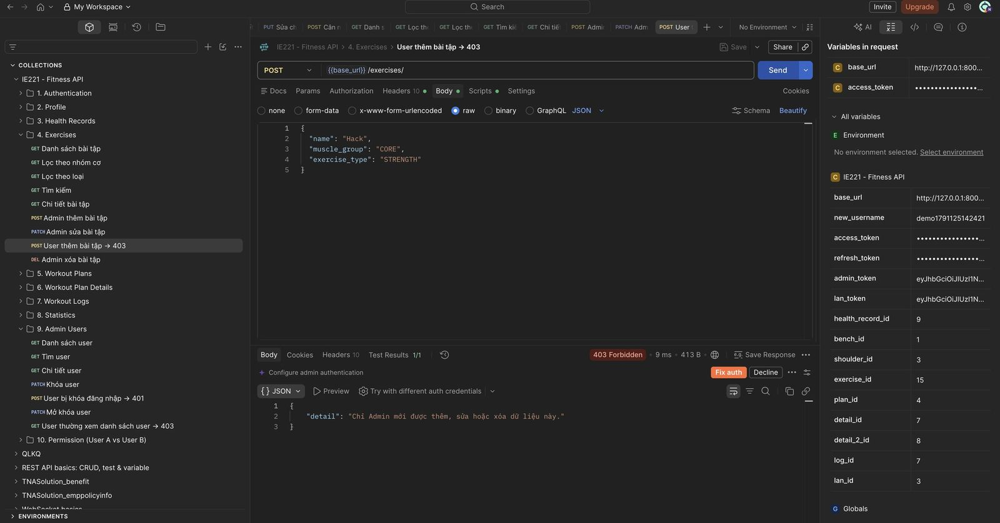 My Workspace
Search
Invite
Upgrade
PUT Sửa ch
POST Cân n
GET Danh s
GET Lọc th
GET Lọc th
GET Tìm kiế
GET Chi tiế
POST Admi
PATCH Adm
POST User
No Environment
AI
COLLECTIONS
IE221 - Fitness API
1. Authentication
2. Profile
3. Health Records
4. Exercises
GET Danh sách bài tập
GET Lọc theo nhóm cơ
GET Lọc theo loại
GET Tìm kiếm
GET Chi tiết bài tập
POST Admin thêm bài tập
PATCH Admin sửa bài tập
POST User thêm bài tập → 403
DEL Admin xóa bài tập
5. Workout Plans
6. Workout Plan Details
7. Workout Logs
8. Statistics
9. Admin Users
GET Danh sách user
GET Tìm user
GET Chi tiết user
PATCH Khóa user
POST User bị khóa đăng nhập → 401
PATCH Mở khóa user
GET User thường xem danh sách user → 403
10. Permission (User A vs User B)
QLKQ
REST API basics: CRUD, test & variable
TNASolution_benefit
TNASolution_emppolicyinfo
WebSocket basics
ENVIRONMENTS
HTTP IE221 - Fitness API > 4. Exercises > User thêm bài tập → 403
Save
Share
POST
{{base_url}} /exercises/
Send
Docs
Params
Authorization
Headers 10
Body
Scripts
Settings
Cookies
none
form-data
x-www-form-urlencoded
raw
binary
GraphQL
JSON
Schema
Beautify
1 {
2 "name": "Hack",
3 "muscle_group": "CORE",
4 "exercise_type": "STRENGTH"
5 }
Body
Cookies
Headers 10
Test Results 1/1
403 Forbidden
9 ms
413 B
e.g. Save Response
Configure admin authentication
Fix auth
Decline
{} JSON
Preview
Try with different auth credentials
1 {
2 "detail": "Chỉ Admin mới được thêm, sửa hoặc xóa dữ liệu này."
3 }
Variables in request
C base_url http://127.0.0.1:800...
C access_token ••••••••••••••••...
All variables
E Environment
No environment selected. Select environment
C IE221 - Fitness API
base_url http://127.0.0.1:800...
new_username demo1791125142421
access_token ••••••••••••••••...
refresh_token ••••••••••••••••...
admin_token eyJhbGciOiJIUzI1N...
lan_token eyJhbGciOiJIUzI1N...
health_record_id 9
bench_id 1
shoulder_id 3
exercise_id 15
plan_id 4
detail_id 7
detail_2_id 8
log_id 7
lan_id 3
G Globals